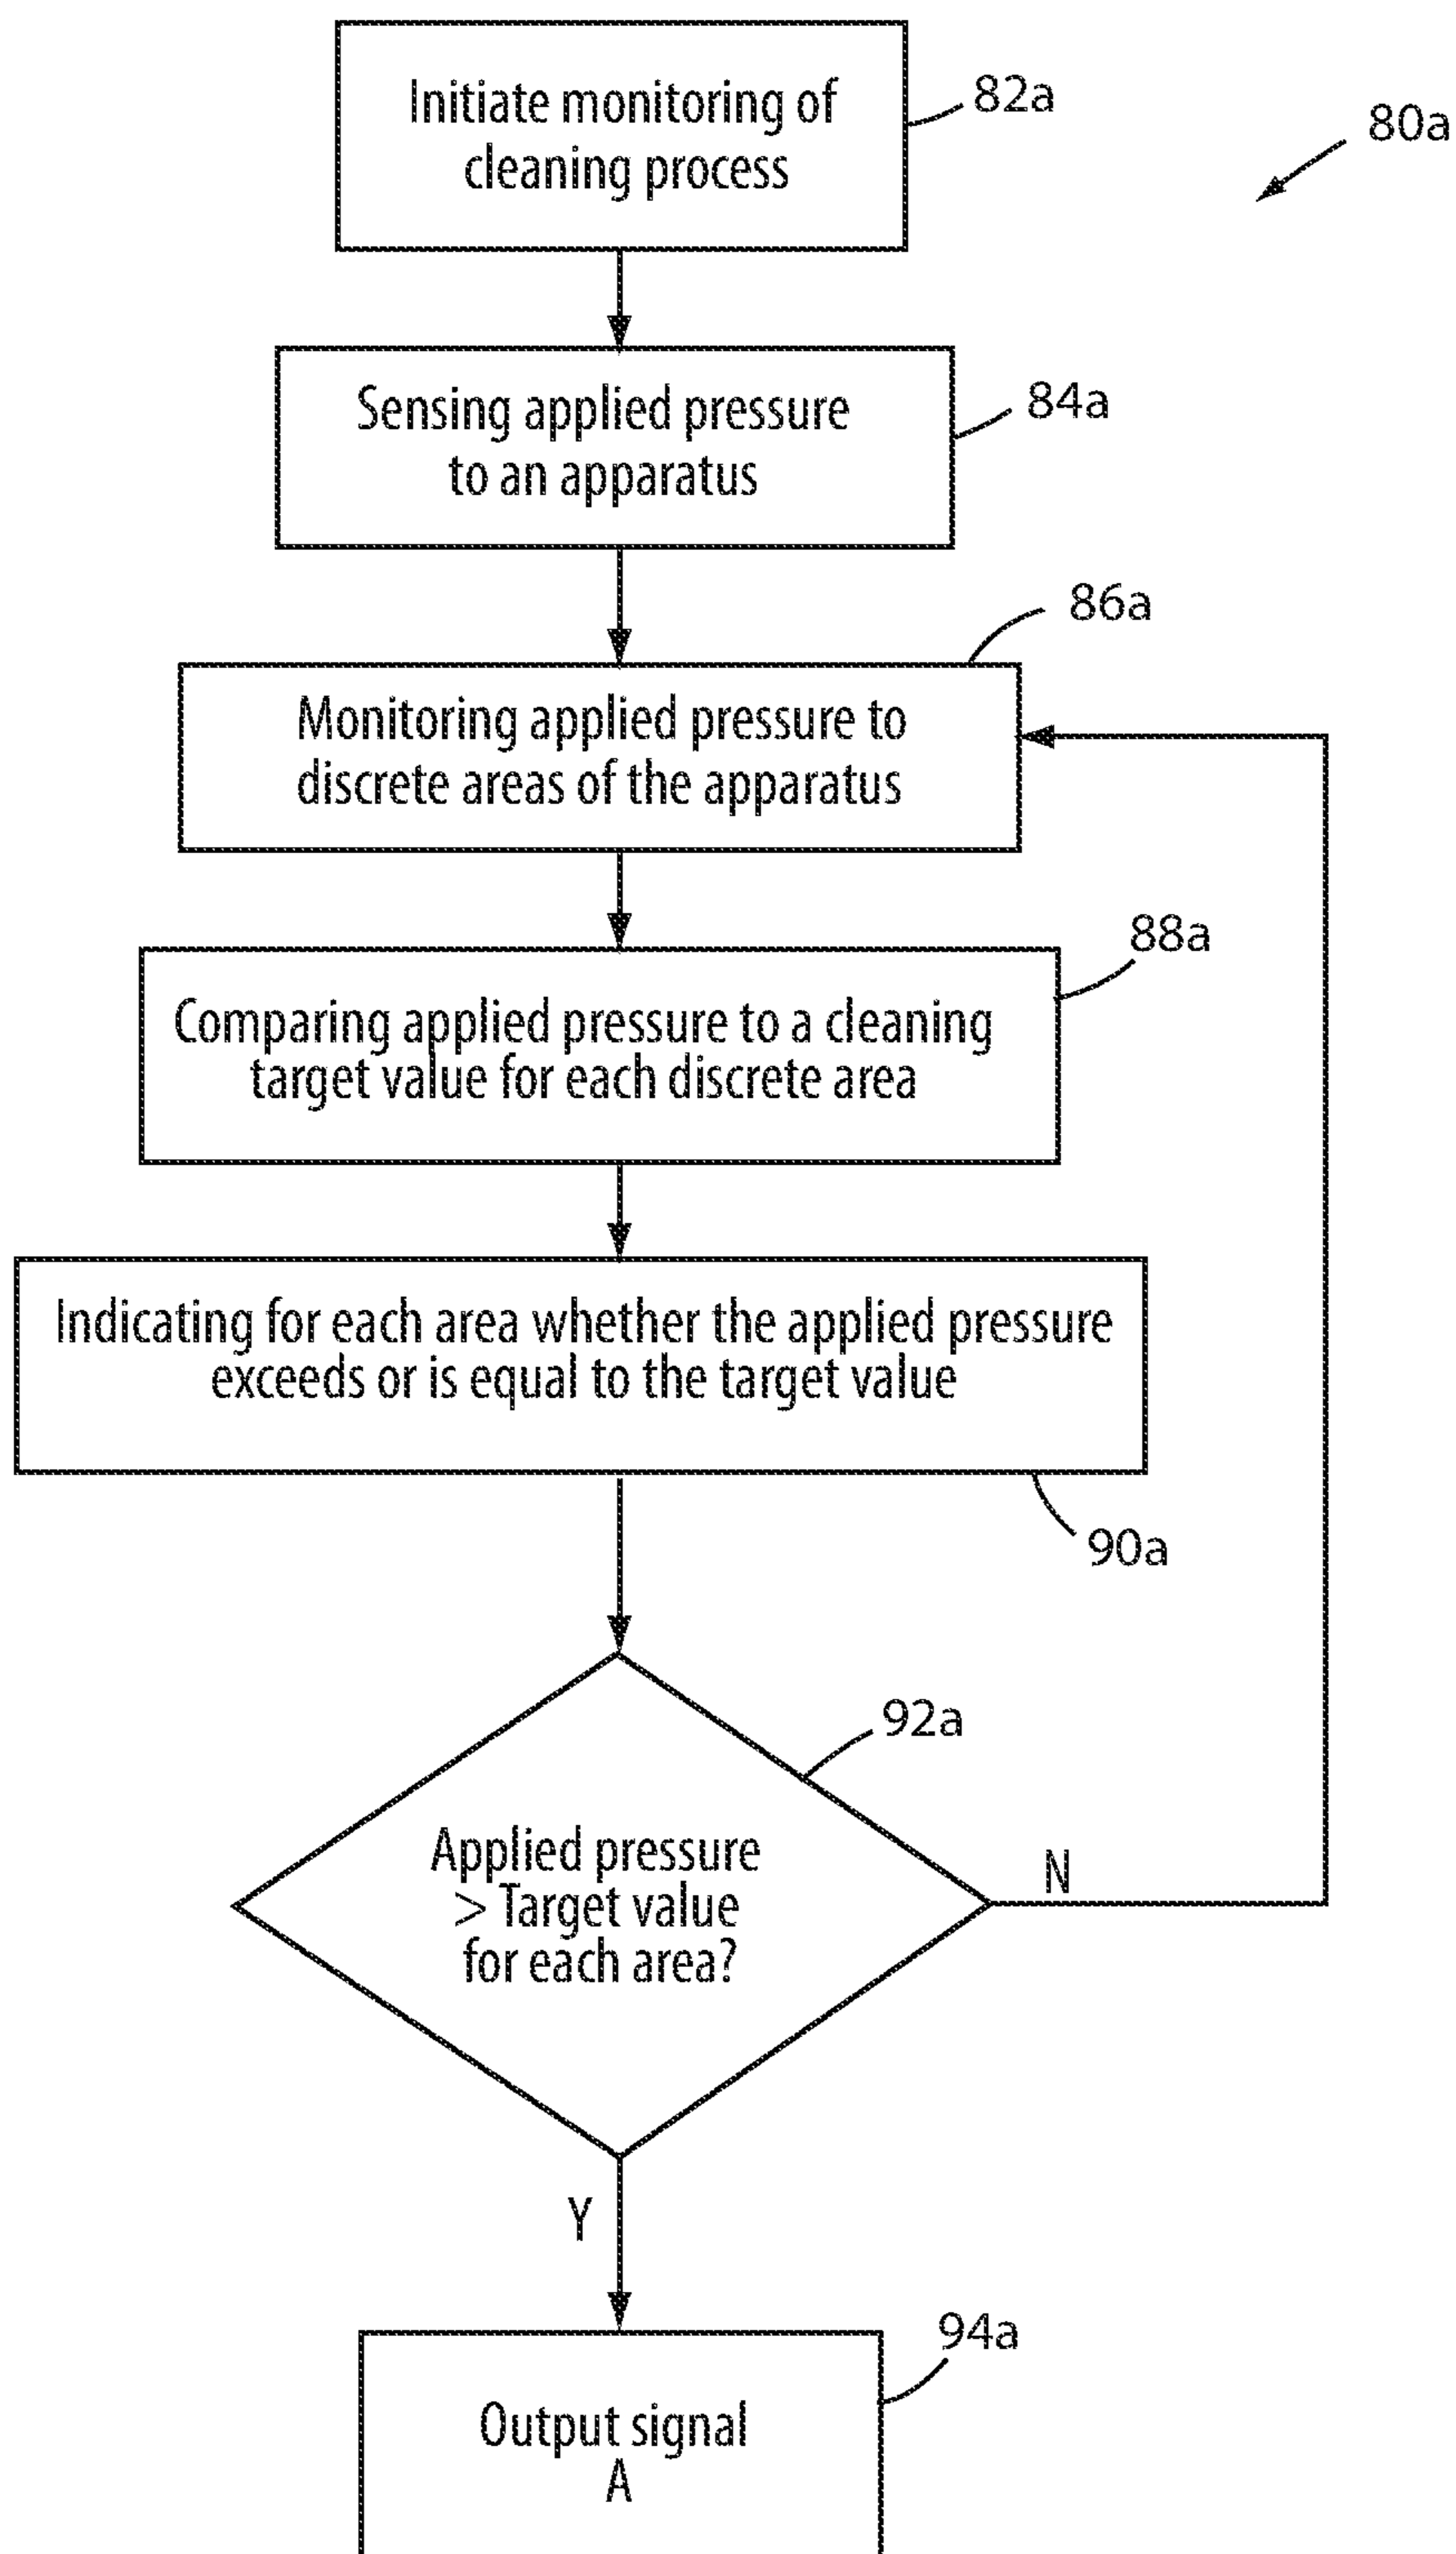 Initiate monitoring of
cleaning process
82a
80a
Sensing applied pressure
to an apparatus
84a
86a
Monitoring applied pressure to
discrete areas of the apparatus
88a
Comparing applied pressure to a cleaning
target value for each discrete area
Indicating for each area whether the applied pressure
exceeds or is equal to the target value
90a
92a
Applied pressure
> Target value
for each area?
N
Y
94a
Output signal
A